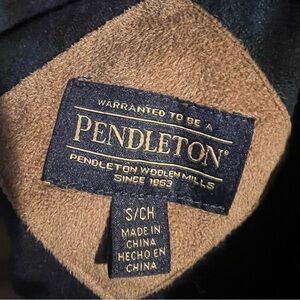 WARRANTED TO BE A
PENDLETON®
PENDLETON WOOLEN MILLS
SINCE 1863
S/CH
MADE IN
CHINA
HECHO EN
CHINA